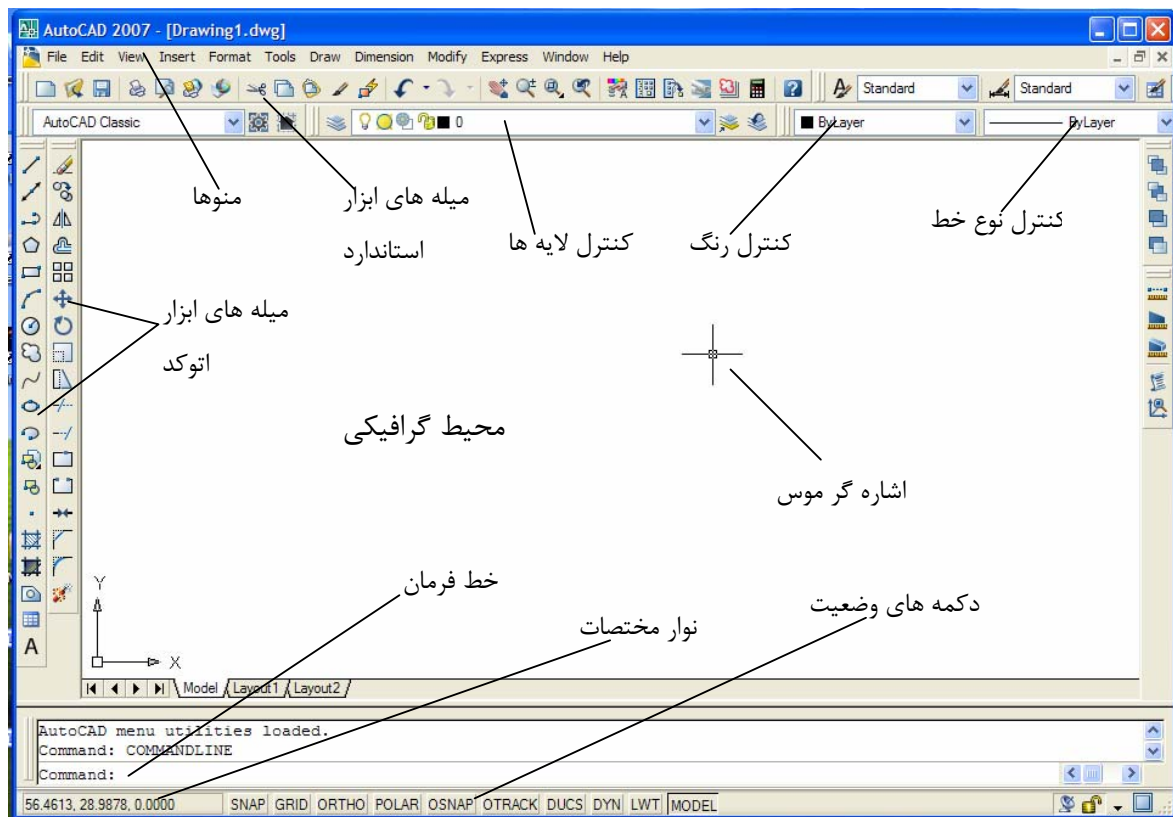 AutoCAD 2007 - [Drawing1.dwg]
File Edit View Insert Format Tools Draw Dimension Modify Express Window Help
Standard Standard
AutoCAD Classic 0 ByLayer ByLayer
منوها
میله های ابزار
استاندارد
کنترل لایه ها
کنترل رنگ
کنترل نوع خط
میله های ابزار
اتوکد
محیط گرافیکی
اشاره گر موس
خط فرمان
نوار مختصات
دکمه های وضعیت
A
Y
X
Model Layout1 Layout2
AutoCAD menu utilities loaded.
Command: COMMANDLINE
Command:
56.4613, 28.9878, 0.0000 SNAP GRID ORTHO POLAR OSNAP OTRACK DUCS DYN LWT MODEL